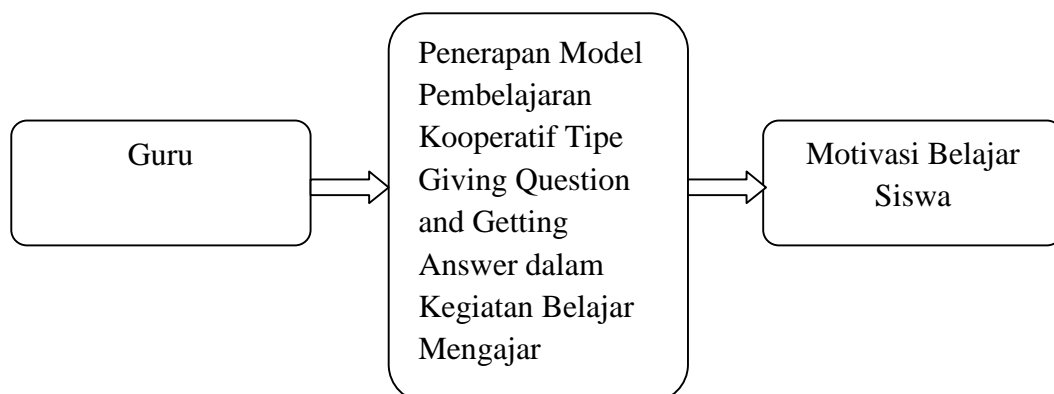 Guru
Penerapan Model
Pembelajaran
Kooperatif Tipe
Giving Question
and Getting
Answer dalam
Kegiatan Belajar
Mengajar
Motivasi Belajar
Siswa